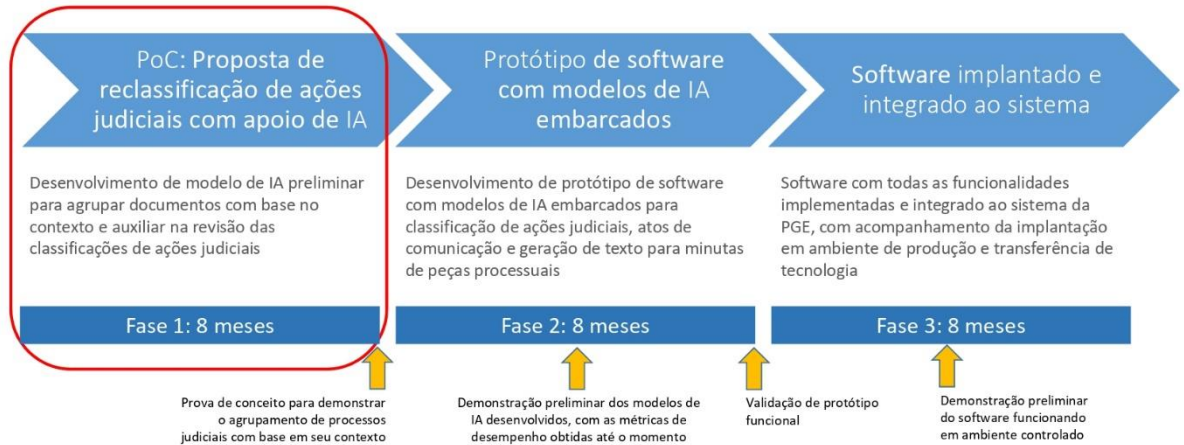 PoC: Proposta de
reclassificação de ações
judiciais com apoio de IA
Protótipo de software
com modelos de IA
embarcados
Software implantado e
integrado ao sistema
Desenvolvimento de modelo de IA preliminar
para agrupar documentos com base no
contexto e auxiliar na revisão das
classificações de ações judiciais
Desenvolvimento de protótipo de software
com modelos de IA embarcados para
classificação de ações judiciais, atos de
comunicação e geração de texto para minutas
de peças processuais
Software com todas as funcionalidades
implementadas e integrado ao sistema da
PGE, com acompanhamento da implantação
em ambiente de produção e transferência de
tecnologia
Fase 1: 8 meses
Fase 2: 8 meses
Fase 3: 8 meses
Prova de conceito para demonstrar
o agrupamento de processos
judiciais com base em seu contexto
Demonstração preliminar dos modelos de
IA desenvolvidos, com as métricas de
desempenho obtidas até o momento
Validação de protótipo
funcional
Demonstração preliminar
do software funcionando
em ambiente controlado